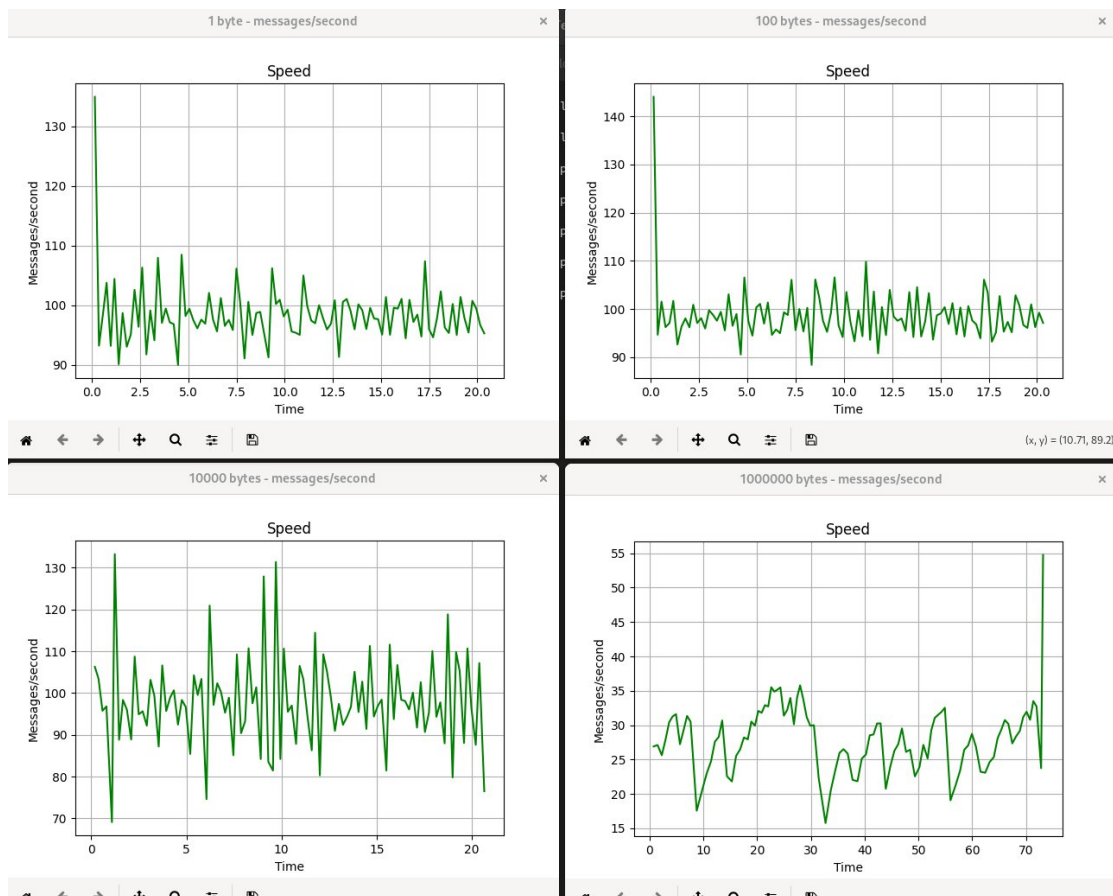 1 byte - messages/second ×
Speed
130
120
110
100
90
Messages/second
0.0 2.5 5.0 7.5 10.0 12.5 15.0 17.5 20.0
Time
100 bytes - messages/second ×
Speed
140
130
120
110
100
90
Messages/second
0.0 2.5 5.0 7.5 10.0 12.5 15.0 17.5 20.0
Time
(x, y) = (10.71, 89.2)
10000 bytes - messages/second ×
Speed
130
120
110
100
90
80
70
Messages/second
0 5 10 15 20
Time
1000000 bytes - messages/second ×
Speed
55
50
45
40
35
30
25
20
15
Messages/second
0 10 20 30 40 50 60 70
Time